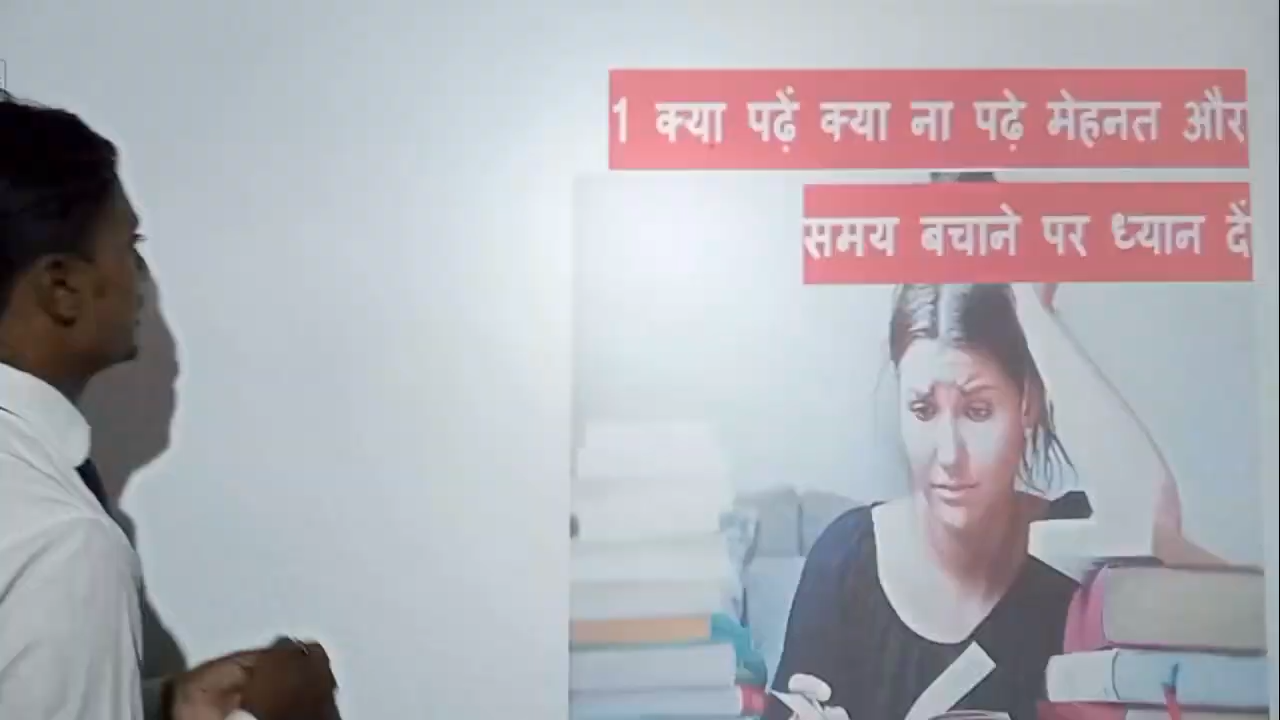 1 क्या पढ़ें क्या ना पढ़े मेहनत और
समय बचाने पर ध्यान दें